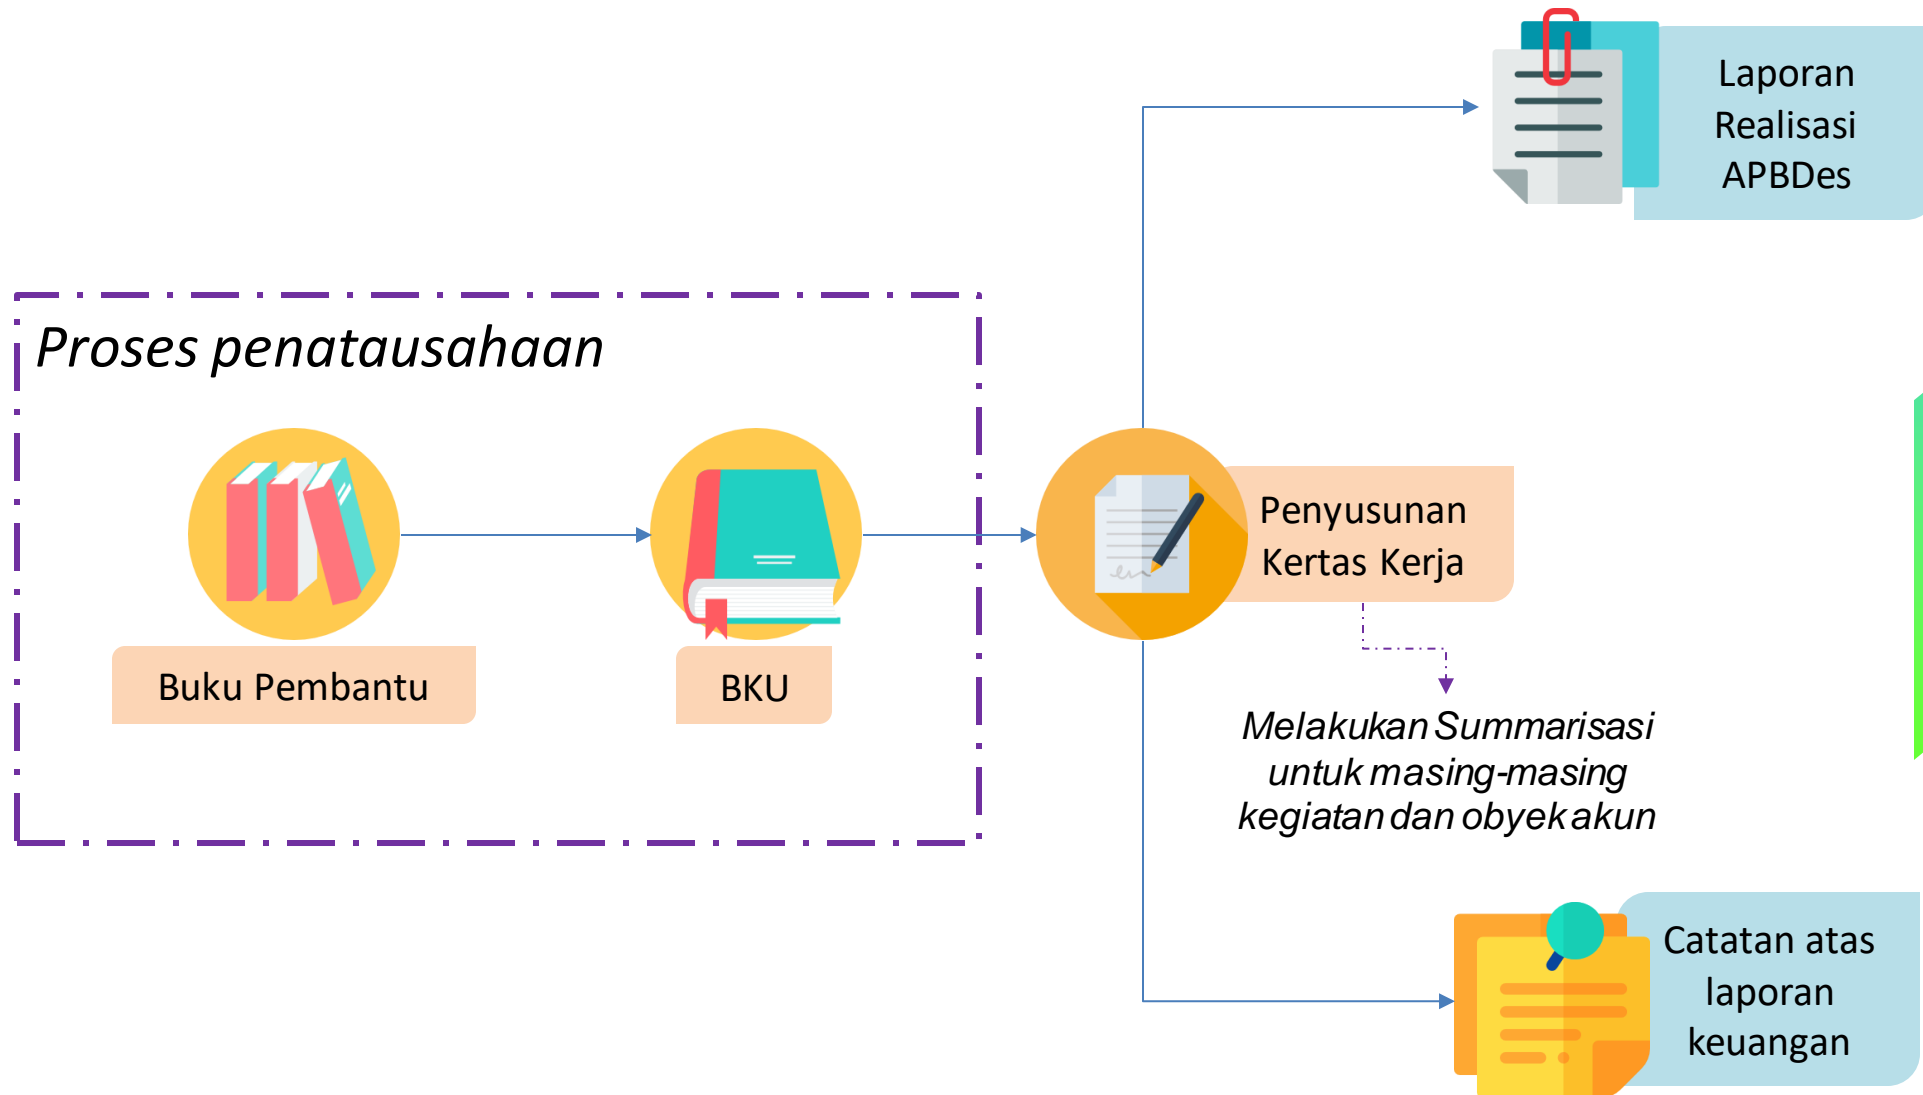 Laporan
Realisasi
APBDes
Proses penatausahaan
Buku Pembantu
BKU
Penyusunan
Kertas Kerja
Melakukan Summarisasi
untuk masing-masing
kegiatan dan obyek akun
Catatan atas
laporan
keuangan